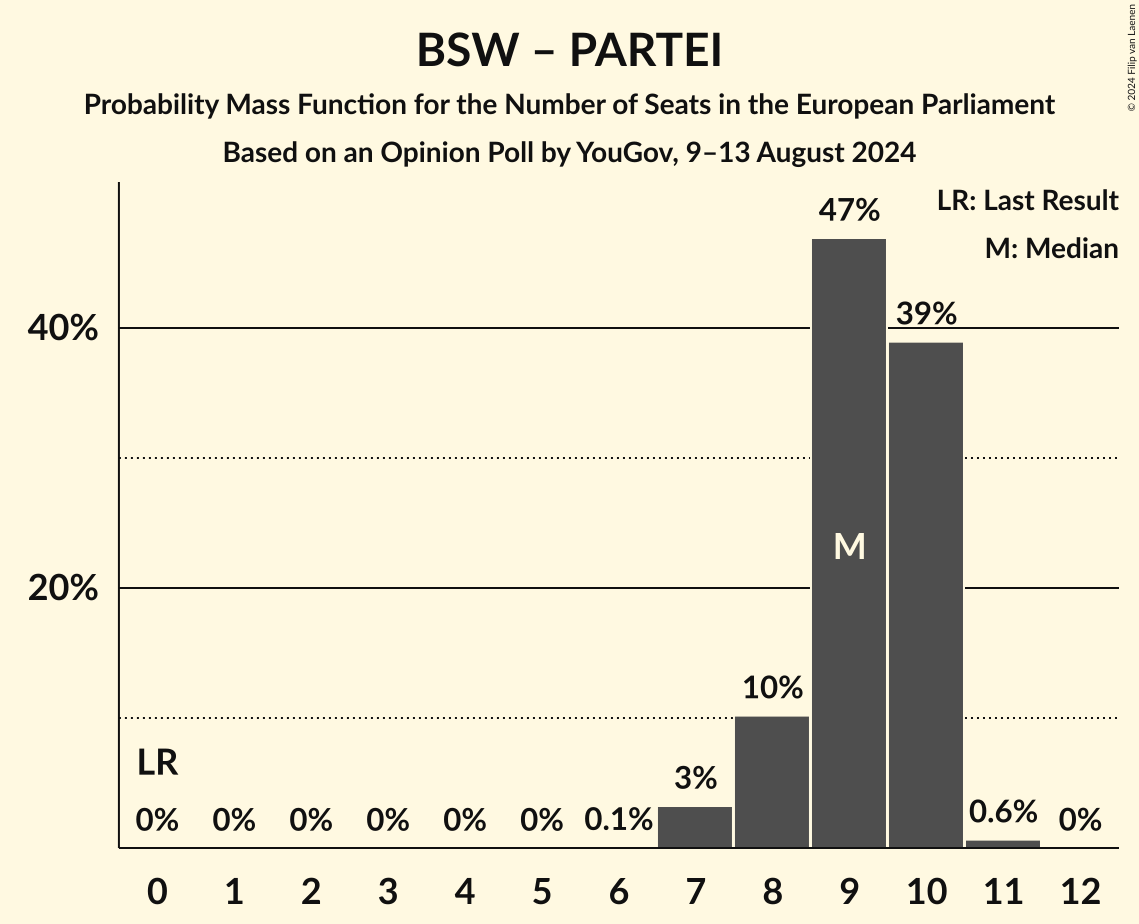 BSW – PARTEI
Probability Mass Function for the Number of Seats in the European Parliament
Based on an Opinion Poll by YouGov, 9–13 August 2024
© 2024 Filip van Laenen
LR: Last Result
M: Median
40%
20%
LR
0%
0%
0%
0%
0%
0%
0.1%
3%
10%
47%
39%
0.6%
0%
M
0 1 2 3 4 5 6 7 8 9 10 11 12